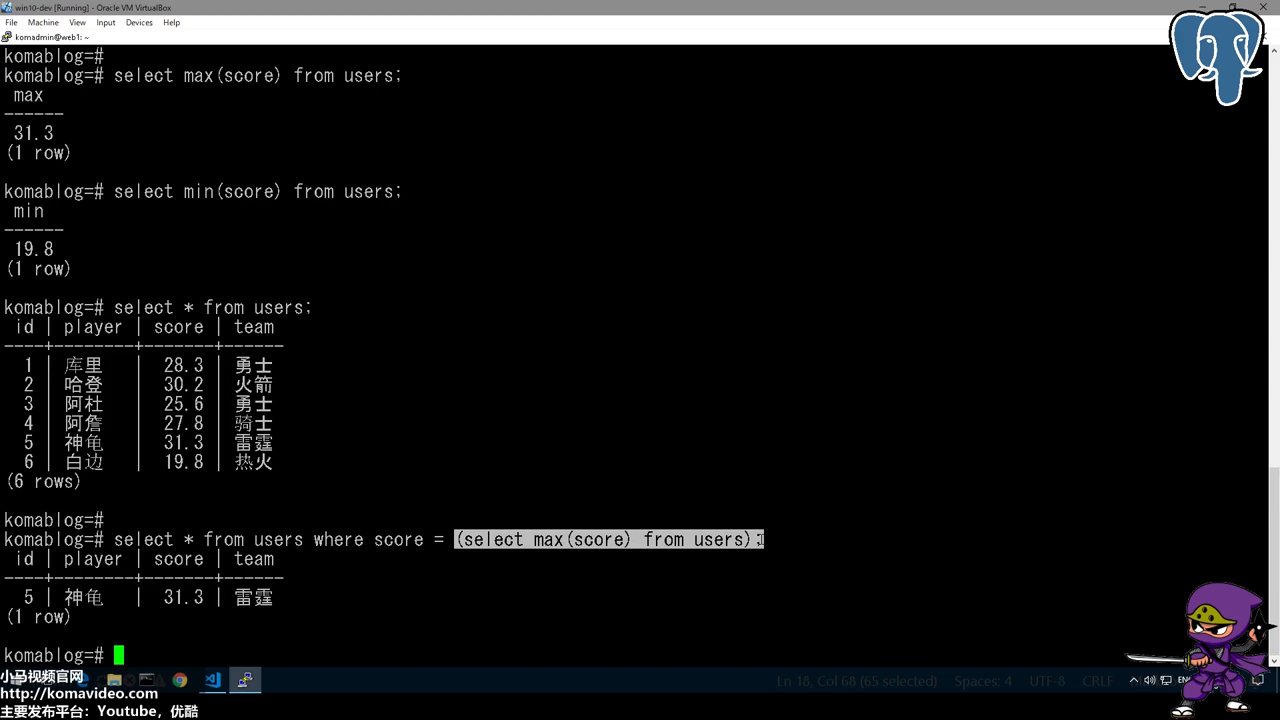 win10-dev [Running] - Oracle VM VirtualBox
File Machine View Input Devices Help
komadmin@web1: ~
komablog=#
komablog=# select max(score) from users;
max
------
31.3
(1 row)
komablog=# select min(score) from users;
min
------
19.8
(1 row)
komablog=# select * from users;
id | player | score | team
----+--------+-------+------
1 | 库里 | 28.3 | 勇士
2 | 哈登 | 30.2 | 火箭
3 | 阿杜 | 25.6 | 勇士
4 | 阿詹 | 27.8 | 骑士
5 | 神龟 | 31.3 | 雷霆
6 | 白边 | 19.8 | 热火
(6 rows)
komablog=#
komablog=# select * from users where score = (select max(score) from users);
id | player | score | team
----+--------+-------+------
5 | 神龟 | 31.3 | 雷霆
(1 row)
komablog=#
小马视频官网
http://komavideo.com
主要发布平台：Youtube，优酷
Ln 18, Col 68 (65 selected) Spaces: 4 UTF-8 CRLF
ENG